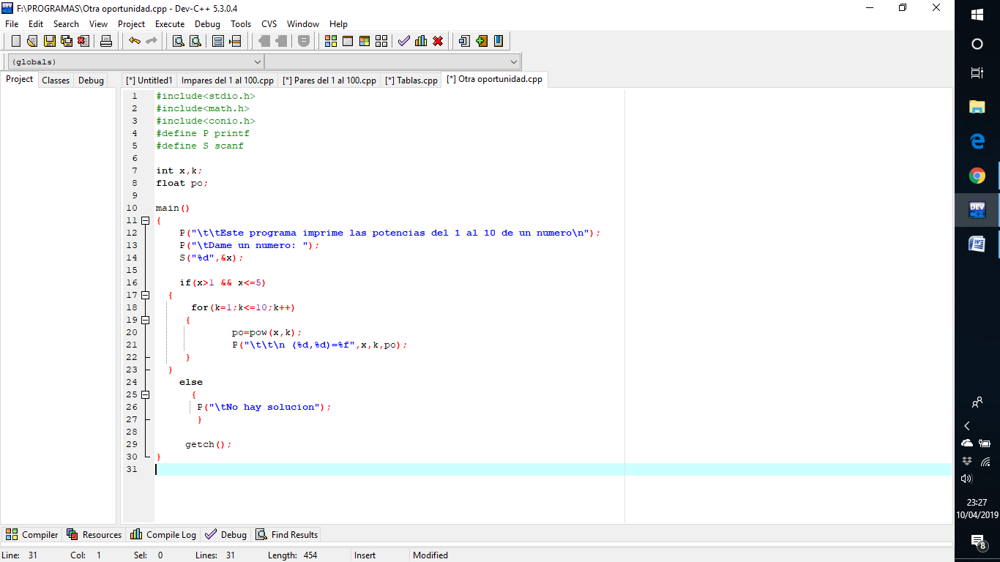 F:\PROGRAMAS\Otra oportunidad.cpp - Dev-C++ 5.3.0.4
File Edit Search View Project Execute Debug Tools CVS Window Help
(globals)
Project Classes Debug
[*] Untitled1 Impares del 1 al 100.cpp [*] Pares del 1 al 100.cpp [*] Tablas.cpp [*] Otra oportunidad.cpp
1 #include<stdio.h>
2 #include<math.h>
3 #include<conio.h>
4 #define P printf
5 #define S scanf
6
7 int x,k;
8 float po;
9
10 main()
11 {
12 P("\t\tEste programa imprime las potencias del 1 al 10 de un numero\n");
13 P("\tDame un numero: ");
14 S("%d",&x);
15
16 if(x>1 && x<=5)
17 {
18 for(k=1;k<=10;k++)
19 {
20 po=pow(x,k);
21 P("\t\t\n (%d,%d)=%f",x,k,po);
22 }
23 }
24 else
25 {
26 P("\tNo hay solucion");
27 }
28
29 getch();
30 }
31
Compiler Resources Compile Log Debug Find Results
Line: 31 Col: 1 Sel: 0 Lines: 31 Length: 454 Insert Modified
DEV
W
23:27
10/04/2019
8